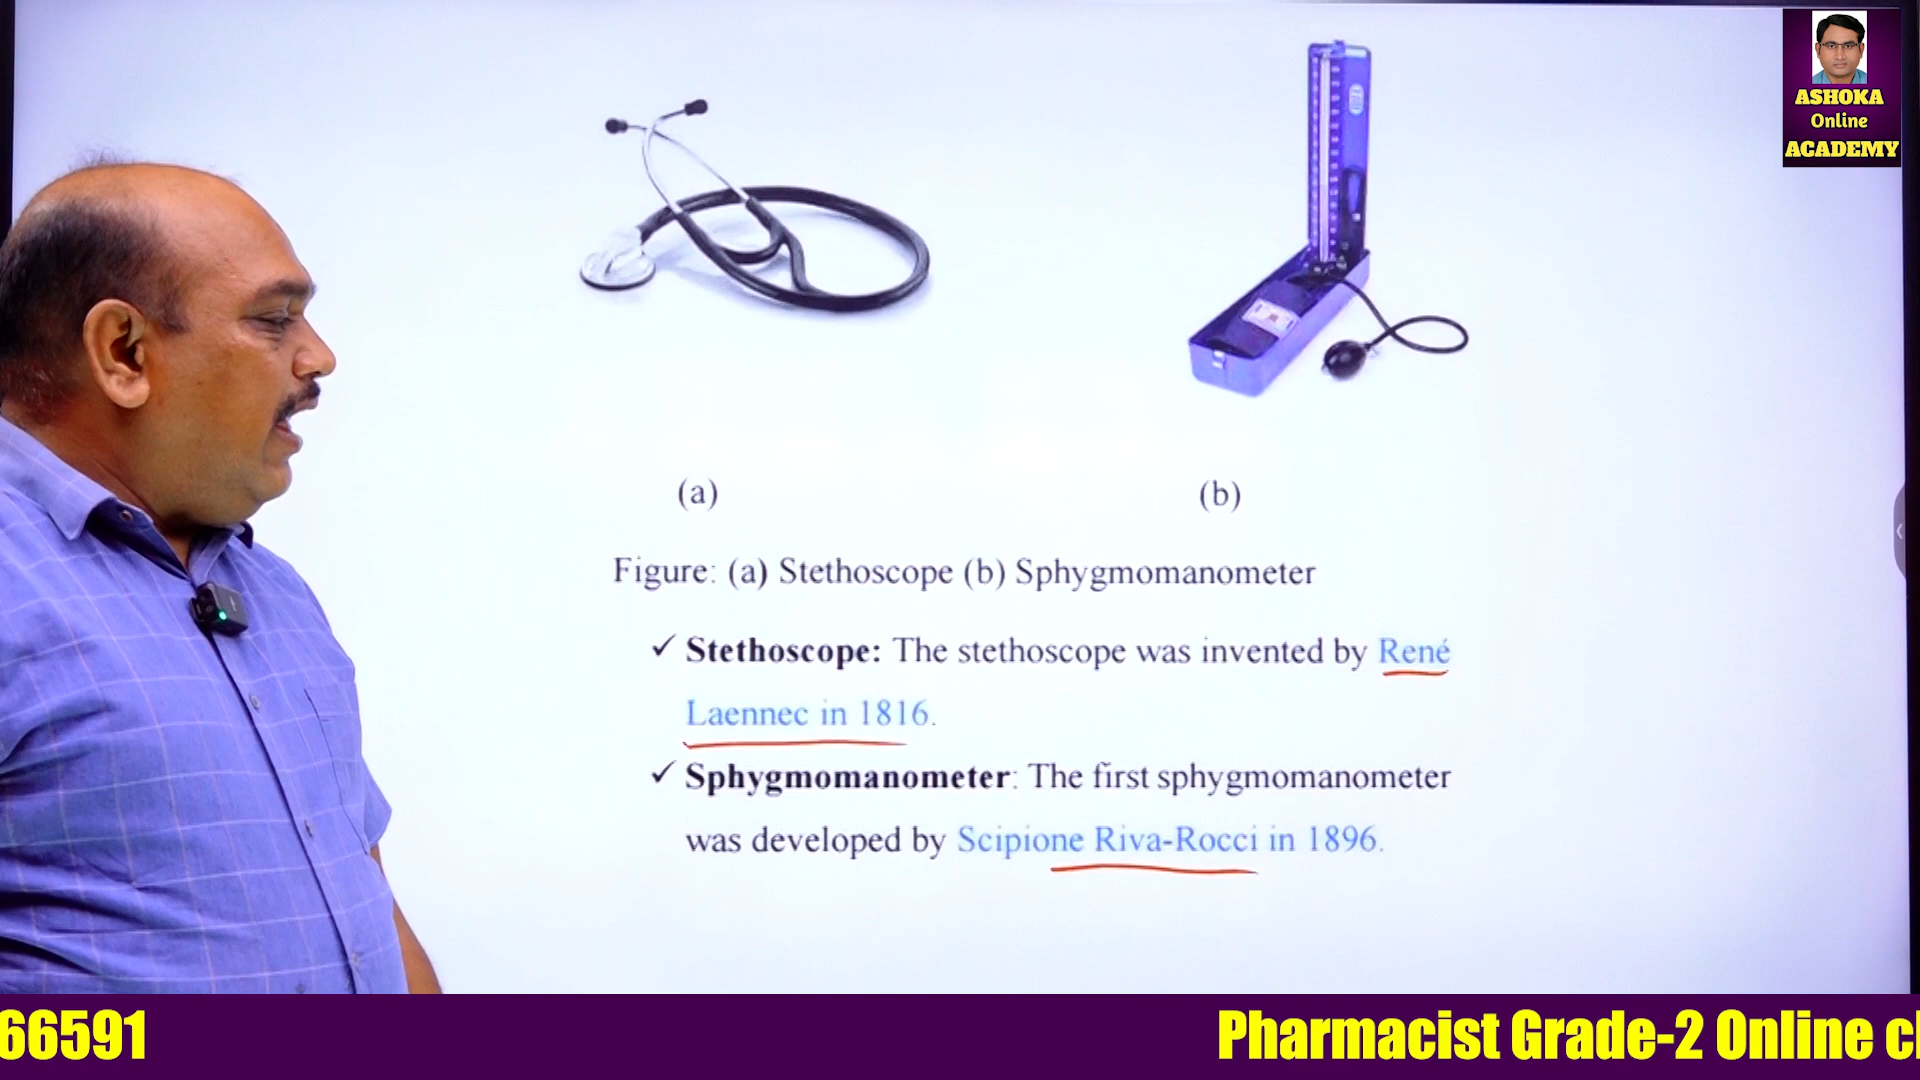 ASHOKA
Online
ACADEMY
(a)
(b)
Figure: (a) Stethoscope (b) Sphygmomanometer
✓ Stethoscope: The stethoscope was invented by René
Laennec in 1816.
✓ Sphygmomanometer: The first sphygmomanometer
was developed by Scipione Riva-Rocci in 1896.
66591
Pharmacist Grade-2 Online cl